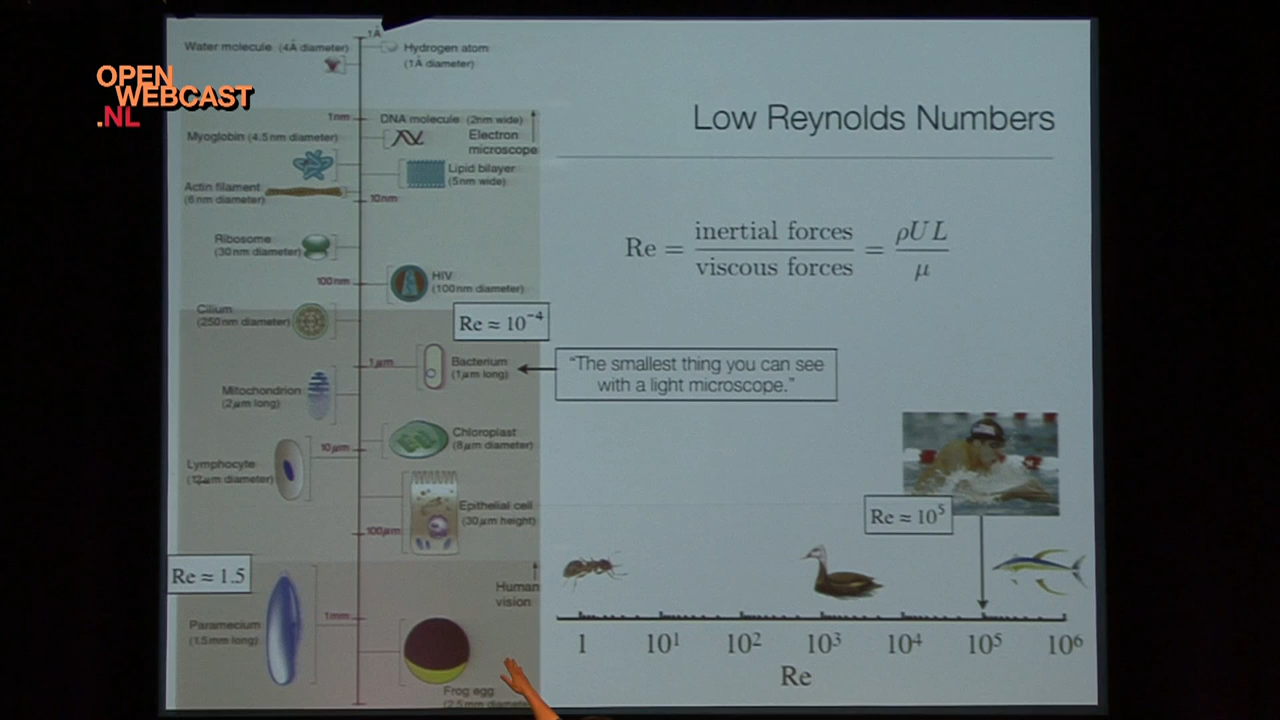 OPEN
WEBCAST
.NL
1Å
Water molecule (4Å diameter)
Hydrogen atom
(1Å diameter)
1nm
DNA molecule (2nm wide)
Electron
microscope
Myoglobin (4.5nm diameter)
Lipid bilayer
(5nm wide)
Actin filament
(6nm diameter)
10nm
Ribosome
(30nm diameter)
100nm
HIV
(100nm diameter)
Cilium
(250nm diameter)
Re ≈ 10⁻⁴
1μm
Bacterium
(1μm long)
Mitochondrion
(2μm long)
Chloroplast
(8μm diameter)
10μm
Lymphocyte
(12μm diameter)
Epithelial cell
(30μm height)
100μm
Re ≈ 1.5
Human
vision
Paramecium
(1.5mm long)
1mm
Frog egg
(2.5mm diameter
Low Reynolds Numbers
Re = inertial forces / viscous forces = ρUL / μ
"The smallest thing you can see
with a light microscope."
Re ≈ 10⁵
1 10¹ 10² 10³ 10⁴ 10⁵ 10⁶
Re